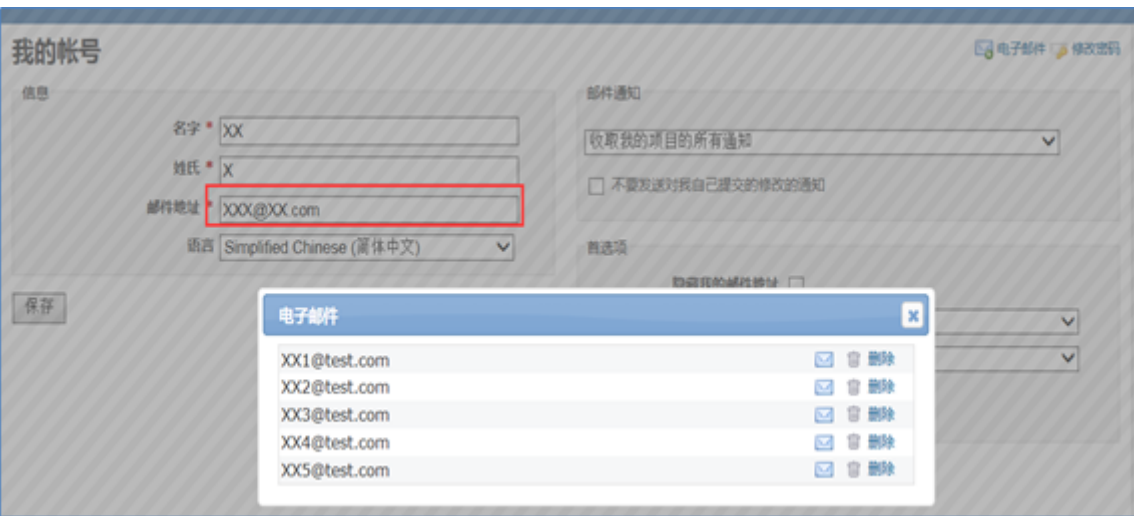 我的帐号
电子邮件 修改密码
信息
名字 * XX
姓氏 * X
邮件地址 * XXX@XX.com
语言 Simplified Chinese (简体中文)
保存
邮件通知
收取我的项目的所有通知
不要发送对我自己提交的修改的通知
首选项
隐藏我的邮件地址
电子邮件
XX1@test.com 删除
XX2@test.com 删除
XX3@test.com 删除
XX4@test.com 删除
XX5@test.com 删除